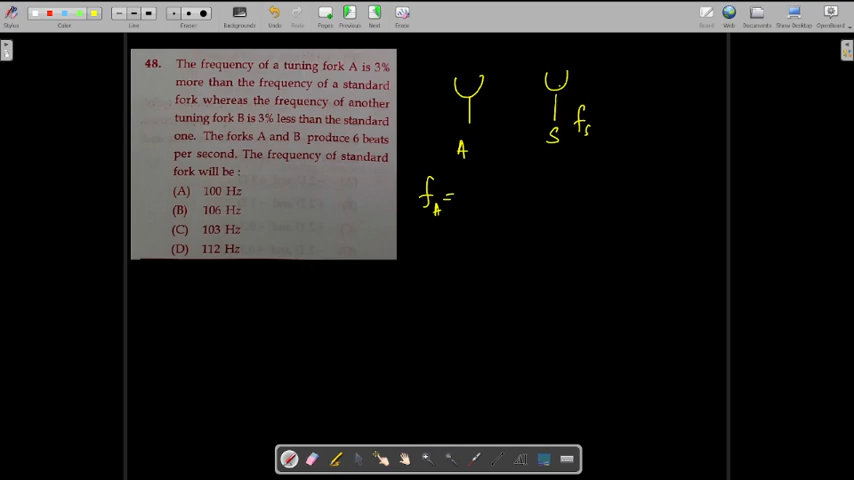 Stylus
Color
Line
Eraser
Backgrounds
Undo
Redo
Pages
Previous
Next
Erase
Board
Web
Documents
Show Desktop
OpenBoard
48. The frequency of a tuning fork A is 3%
more than the frequency of a standard
fork whereas the frequency of another
tuning fork B is 3% less than the standard
one. The forks A and B produce 6 beats
per second. The frequency of standard
fork will be :
(A) 100 Hz
(B) 106 Hz
(C) 103 Hz
(D) 112 Hz
A
S
fs
fA =